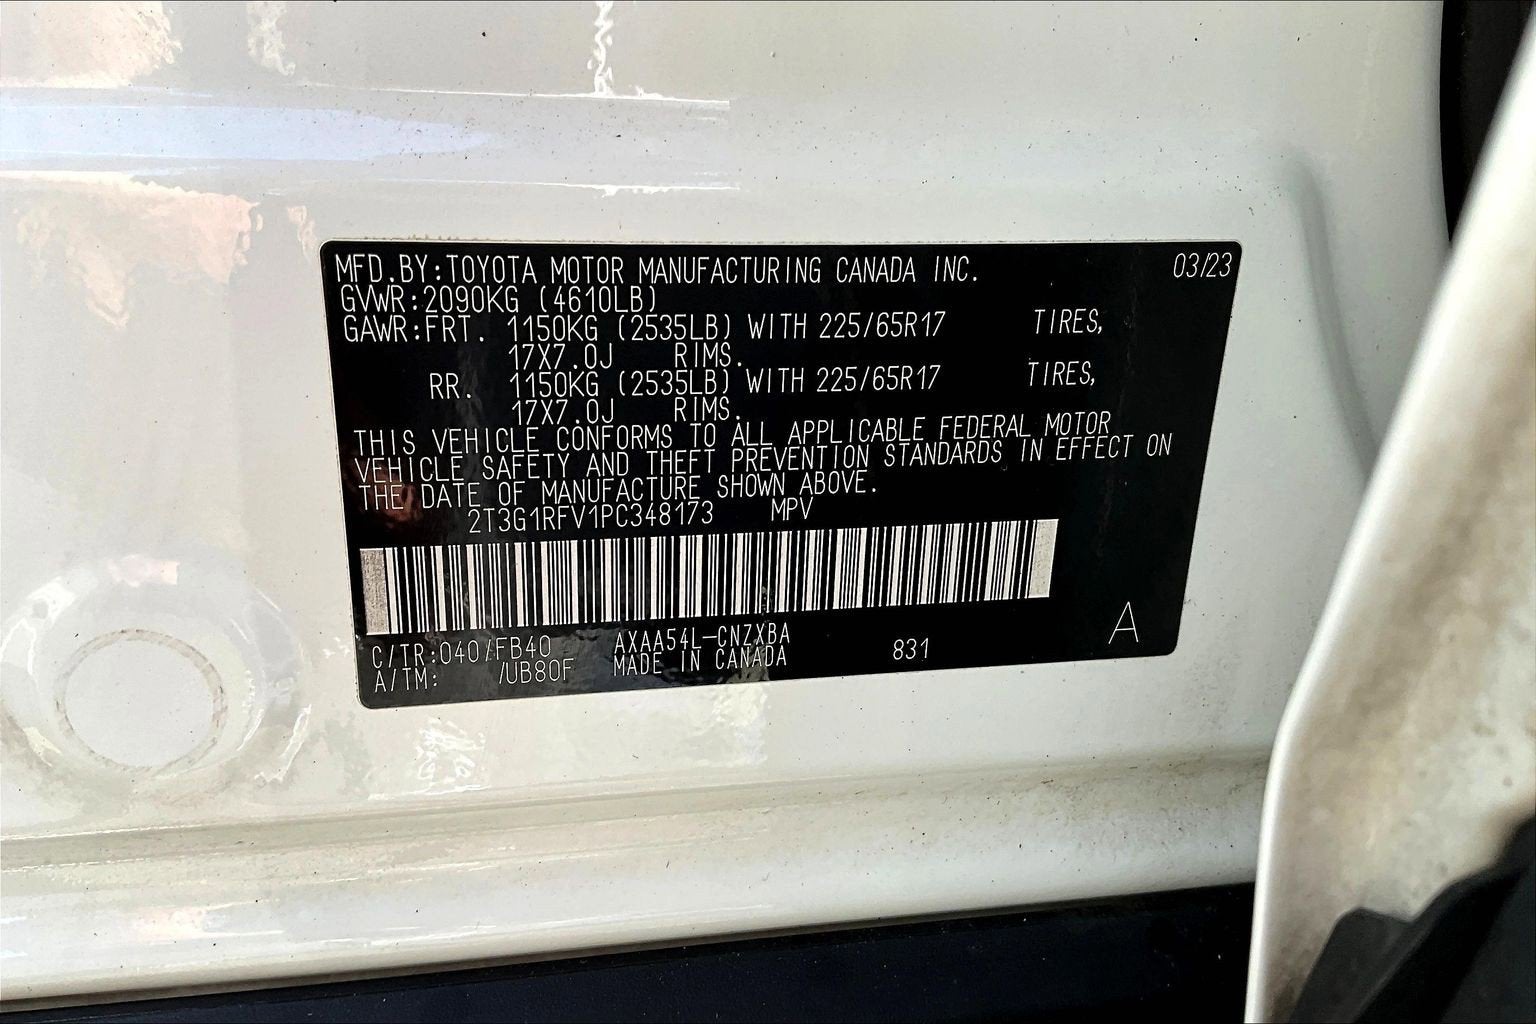 MFD.BY:TOYOTA MOTOR MANUFACTURING CANADA INC. 03/23
GVWR:2090KG (4610LB)
GAWR:FRT. 1150KG (2535LB) WITH 225/65R17 TIRES,
17X7.0J RIMS.
RR. 1150KG (2535LB) WITH 225/65R17 TIRES,
17X7.0J RIMS.
THIS VEHICLE CONFORMS TO ALL APPLICABLE FEDERAL MOTOR
VEHICLE SAFETY AND THEFT PREVENTION STANDARDS IN EFFECT ON
THE DATE OF MANUFACTURE SHOWN ABOVE.
2T3G1RFV1PC348173 MPV
C/TR:040/FB40 AXAA54L-CNZXBA 831 A
A/TM: /UB80F MADE IN CANADA